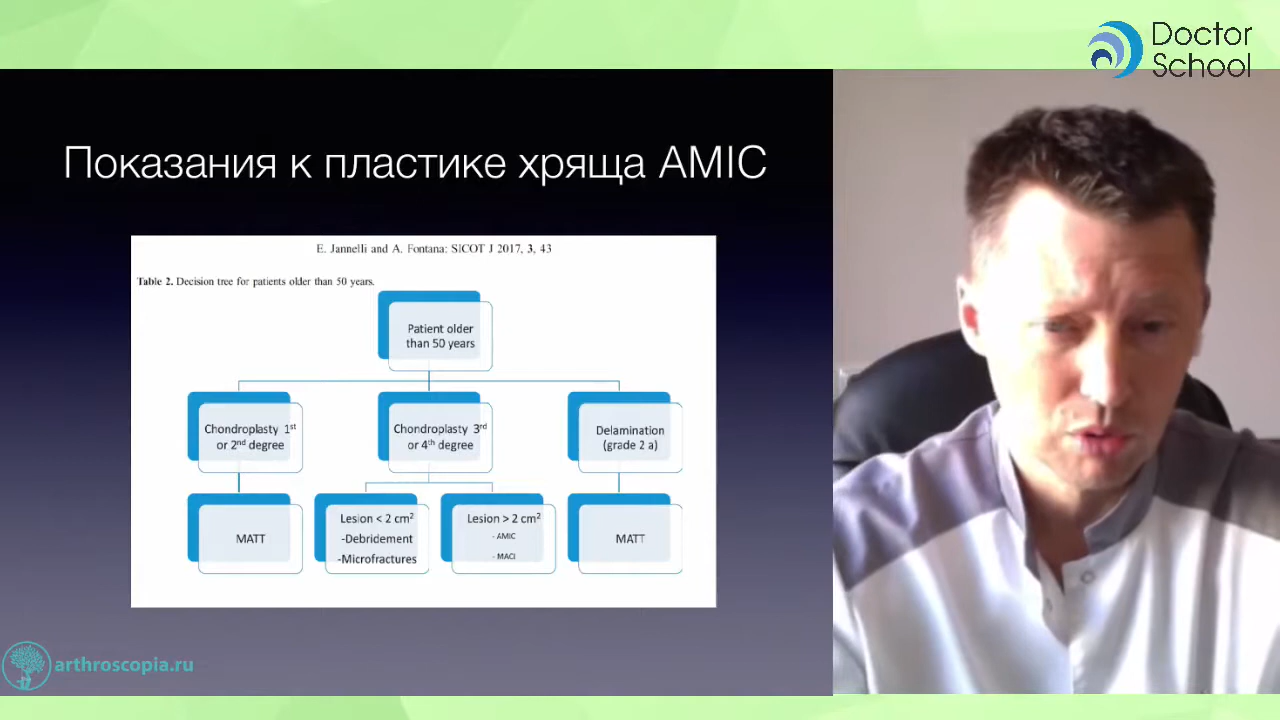 Doctor
School
Показания к пластике хряща AMIC
E. Jannelli and A. Fontana: SICOT J 2017, 3, 43
Table 2. Decision tree for patients older than 50 years.
Patient older
than 50 years
Chondroplasty 1st
or 2nd degree
Chondroplasty 3rd
or 4th degree
Delamination
(grade 2 a)
MATT
Lesion < 2 cm²
-Debridement
-Microfractures
Lesion > 2 cm²
- AMIC
- MACI
MATT
arthroscopia.ru